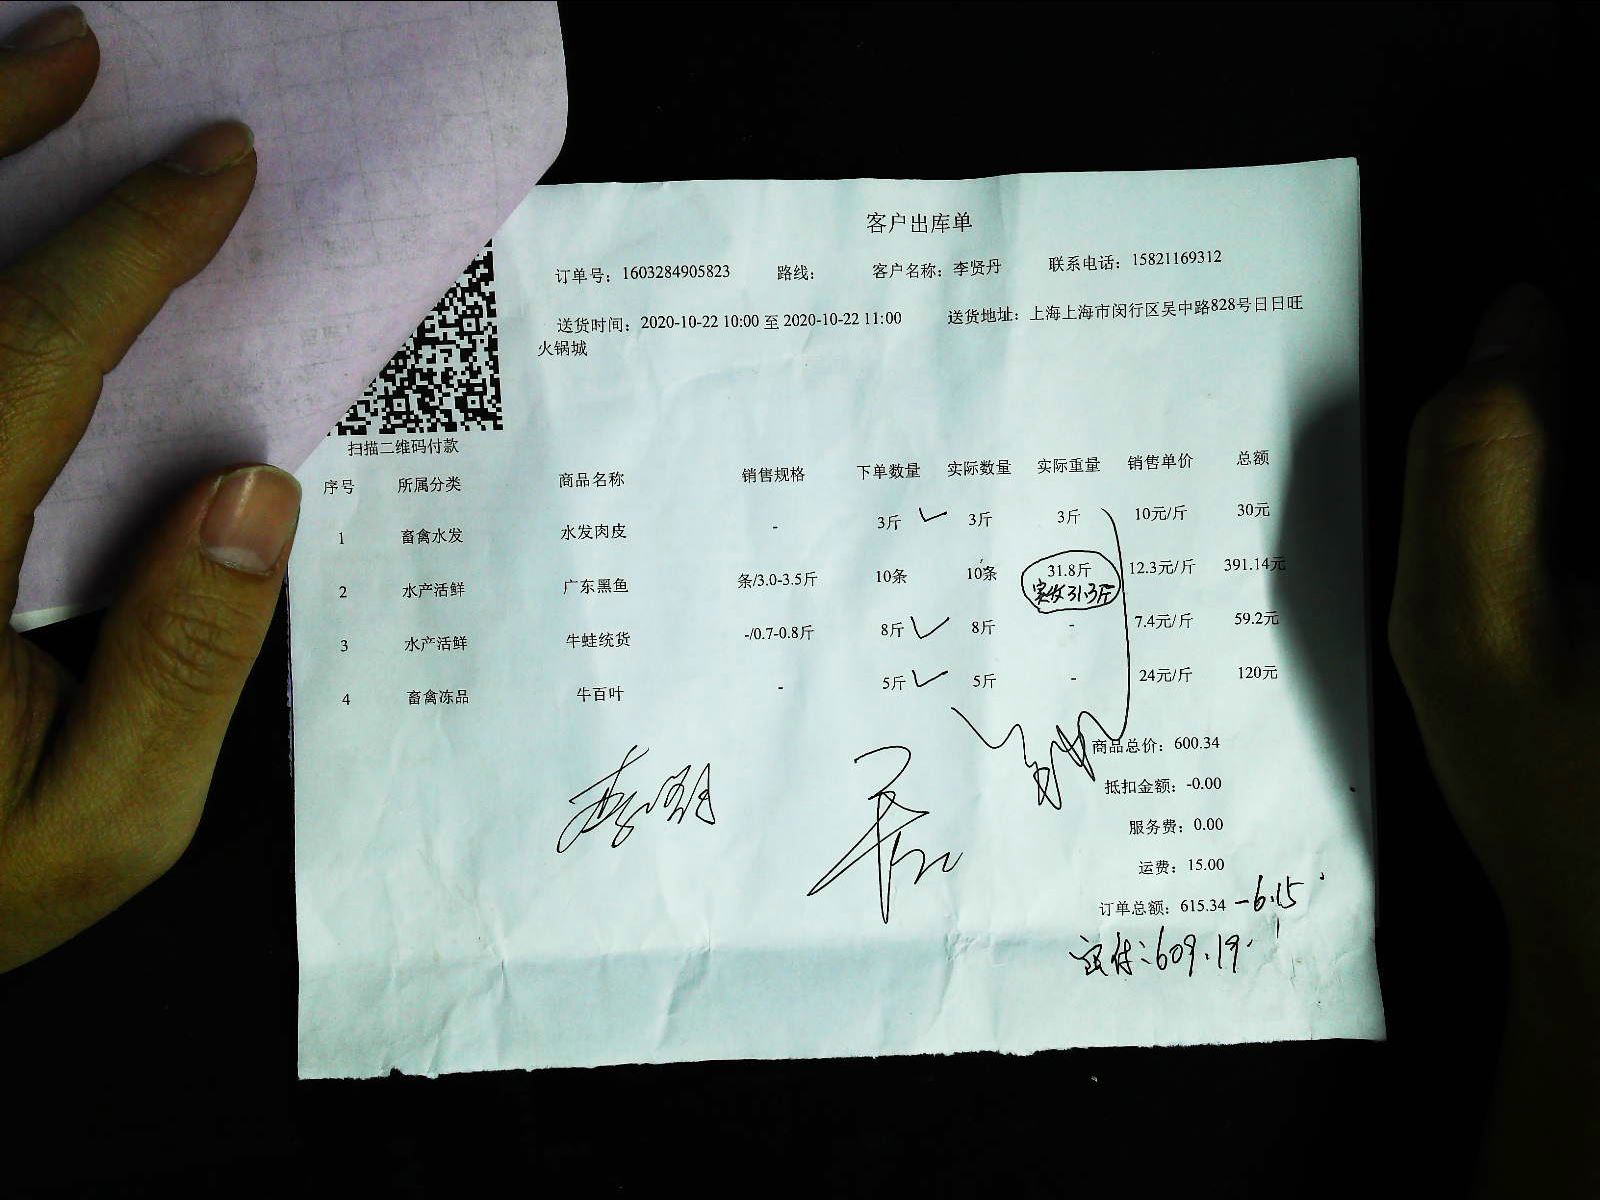 客户出库单
订单号：1603284905823 路线： 客户名称：李贤丹 联系电话：15821169312
送货时间：2020-10-22 10:00 至 2020-10-22 11:00 送货地址：上海上海市闵行区吴中路828号日日旺
火锅城
扫描二维码付款
序号 所属分类 商品名称 销售规格 下单数量 实际数量 实际重量 销售单价 总额
1 畜禽水发 水发肉皮 - 3斤 3斤 3斤 10元/斤 30元
2 水产活鲜 广东黑鱼 条/3.0-3.5斤 10条 10条 31.8斤 12.3元/斤 391.14元
实收31.3斤
3 水产活鲜 牛蛙统货 -/0.7-0.8斤 8斤 8斤 - 7.4元/斤 59.2元
4 畜禽冻品 牛百叶 - 5斤 5斤 - 24元/斤 120元
商品总价：600.34
抵扣金额：-0.00
服务费：0.00
运费：15.00
订单总额：615.34 -6.15
实付：609.19